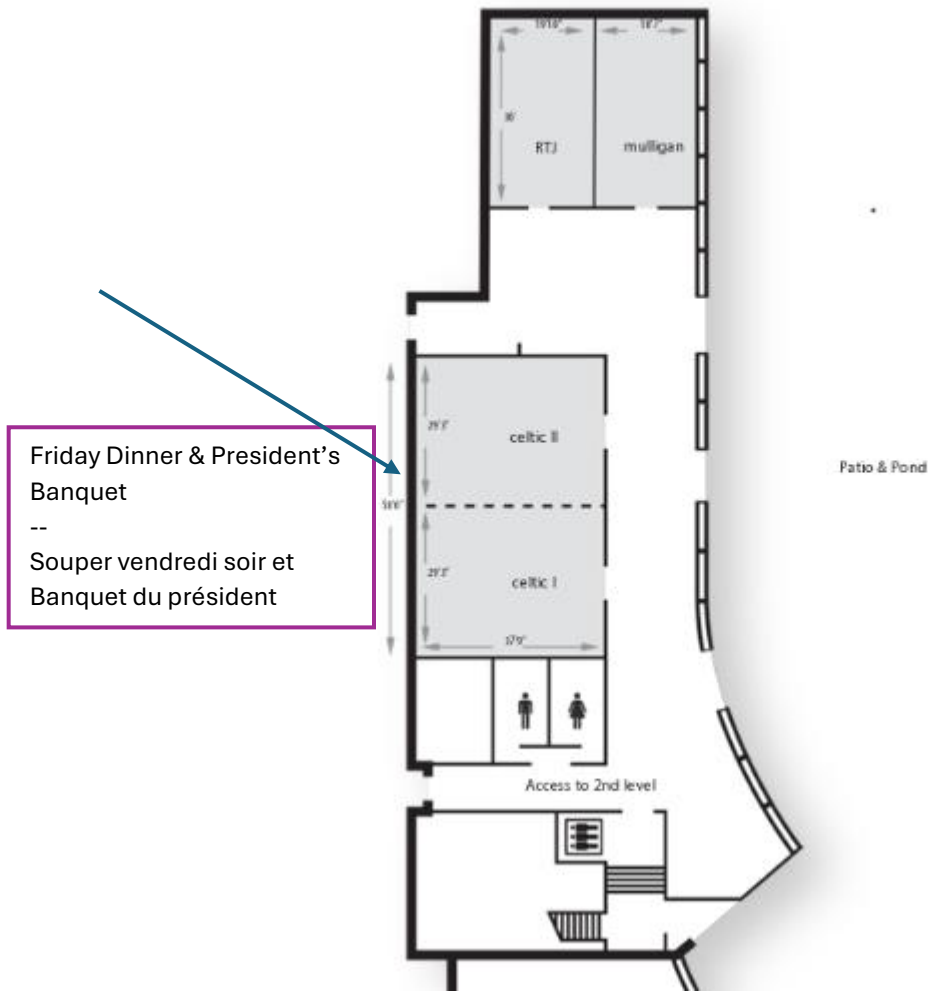 RTJ
mulligan
celtic II
Friday Dinner & President's
Banquet
--
Souper vendredi soir et
Banquet du président
Patio & Pond
celtic I
Access to 2nd level